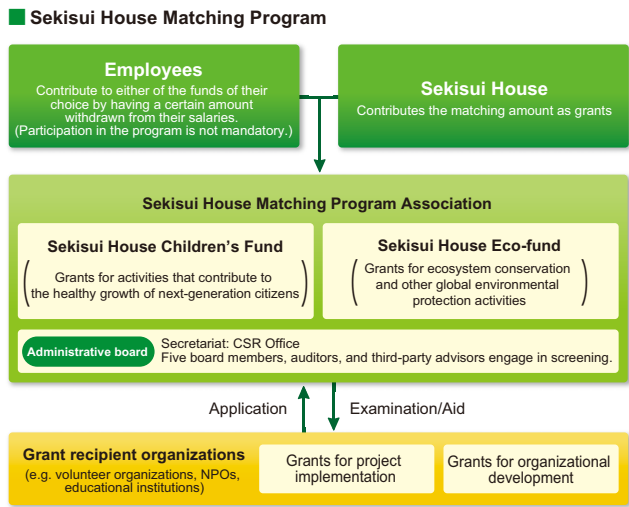 Sekisui House Matching Program
Employees
Contribute to either of the funds of their
choice by having a certain amount
withdrawn from their salaries.
(Participation in the program is not mandatory.)
Sekisui House
Contributes the matching amount as grants
Sekisui House Matching Program Association
Sekisui House Children's Fund
(Grants for activities that contribute to
the healthy growth of next-generation citizens)
Sekisui House Eco-fund
(Grants for ecosystem conservation
and other global environmental
protection activities)
Administrative board
Secretariat: CSR Office
Five board members, auditors, and third-party advisors engage in screening.
Application
Examination/Aid
Grant recipient organizations
(e.g. volunteer organizations, NPOs,
educational institutions)
Grants for project
implementation
Grants for organizational
development